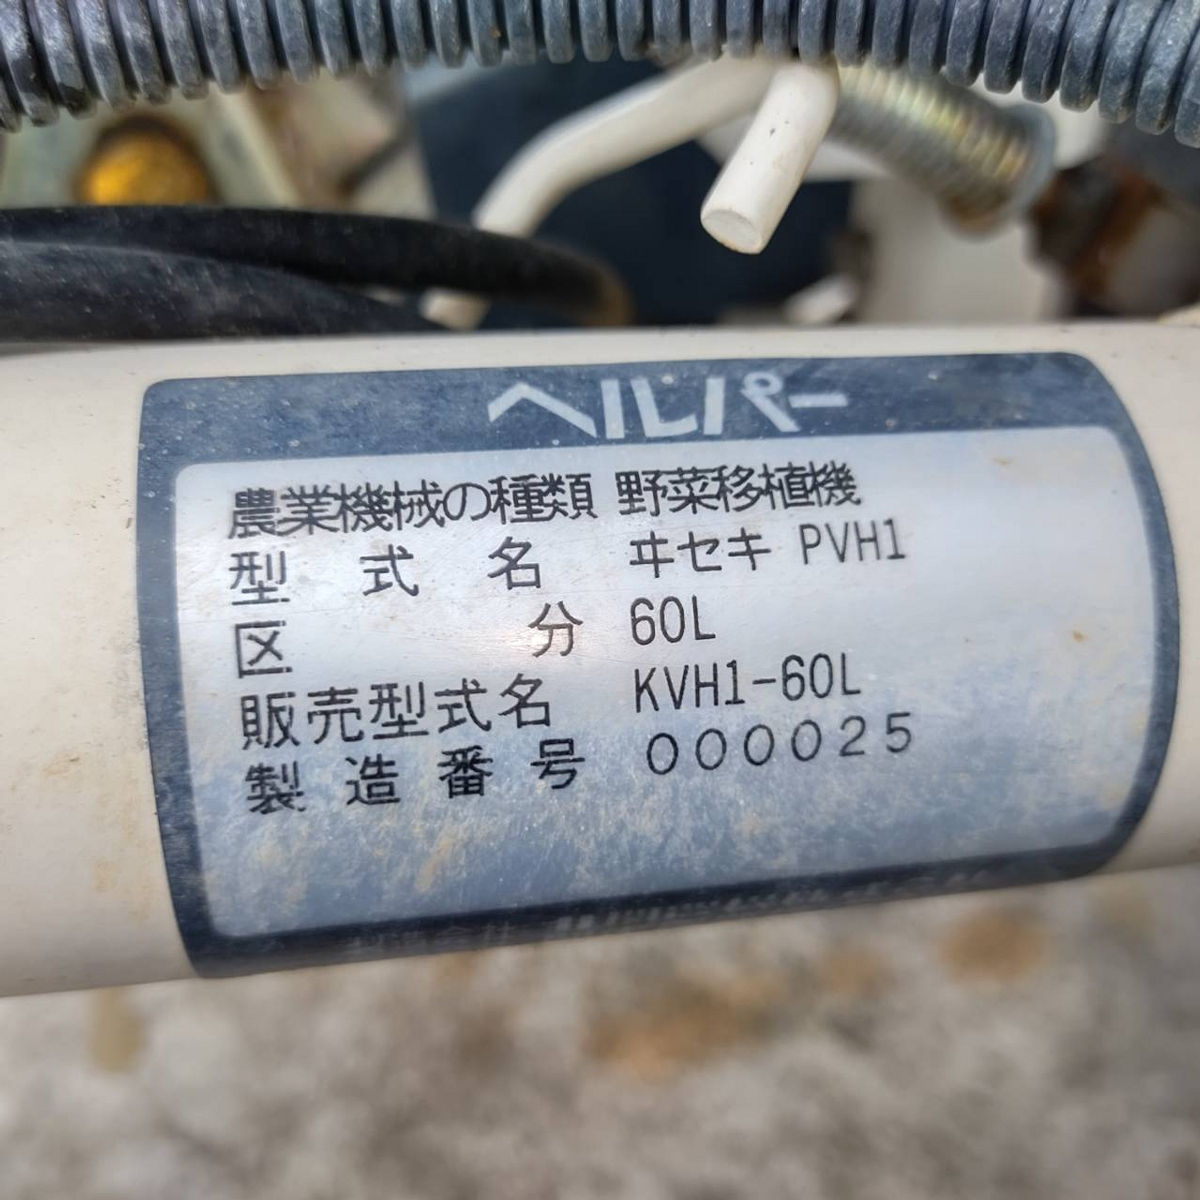 ヘルパー
農業機械の種類 野菜移植機
型式名 ヰセキ PVH1
区分 60L
販売型式名 KVH1-60L
製造番号 000025